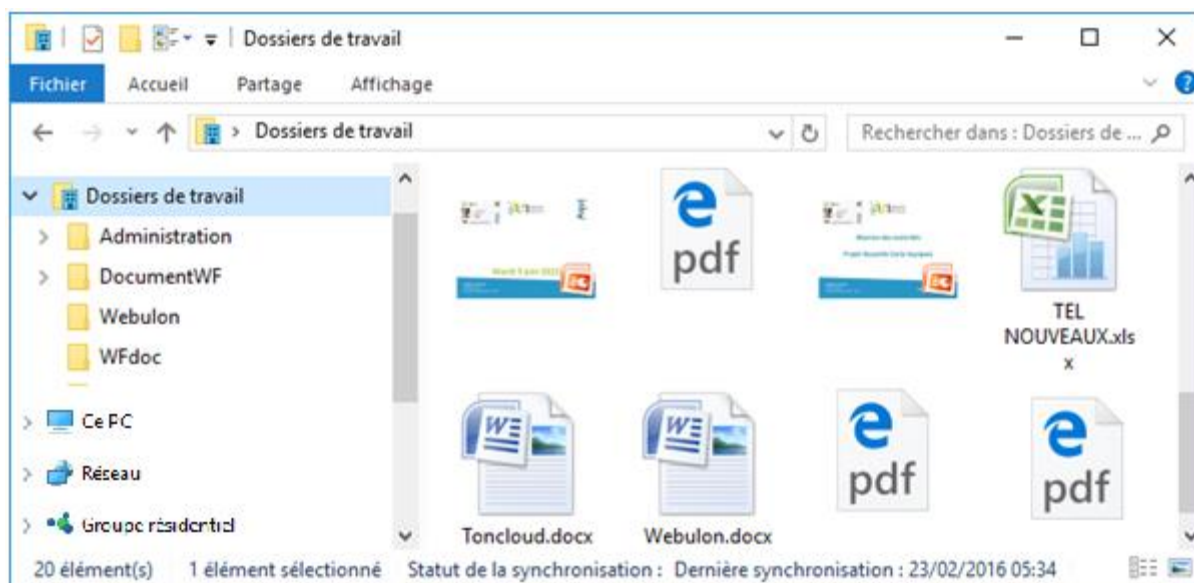 Dossiers de travail
Fichier Accueil Partage Affichage
Dossiers de travail
Rechercher dans : Dossiers de ...
Dossiers de travail
Administration
DocumentWF
Webulon
WFdoc
Ce PC
Réseau
Groupe résidentiel
pdf
TEL
NOUVEAUX.xls
x
Toncloud.docx
Webulon.docx
pdf
pdf
20 élément(s) 1 élément sélectionné Statut de la synchronisation : Dernière synchronisation : 23/02/2016 05:34